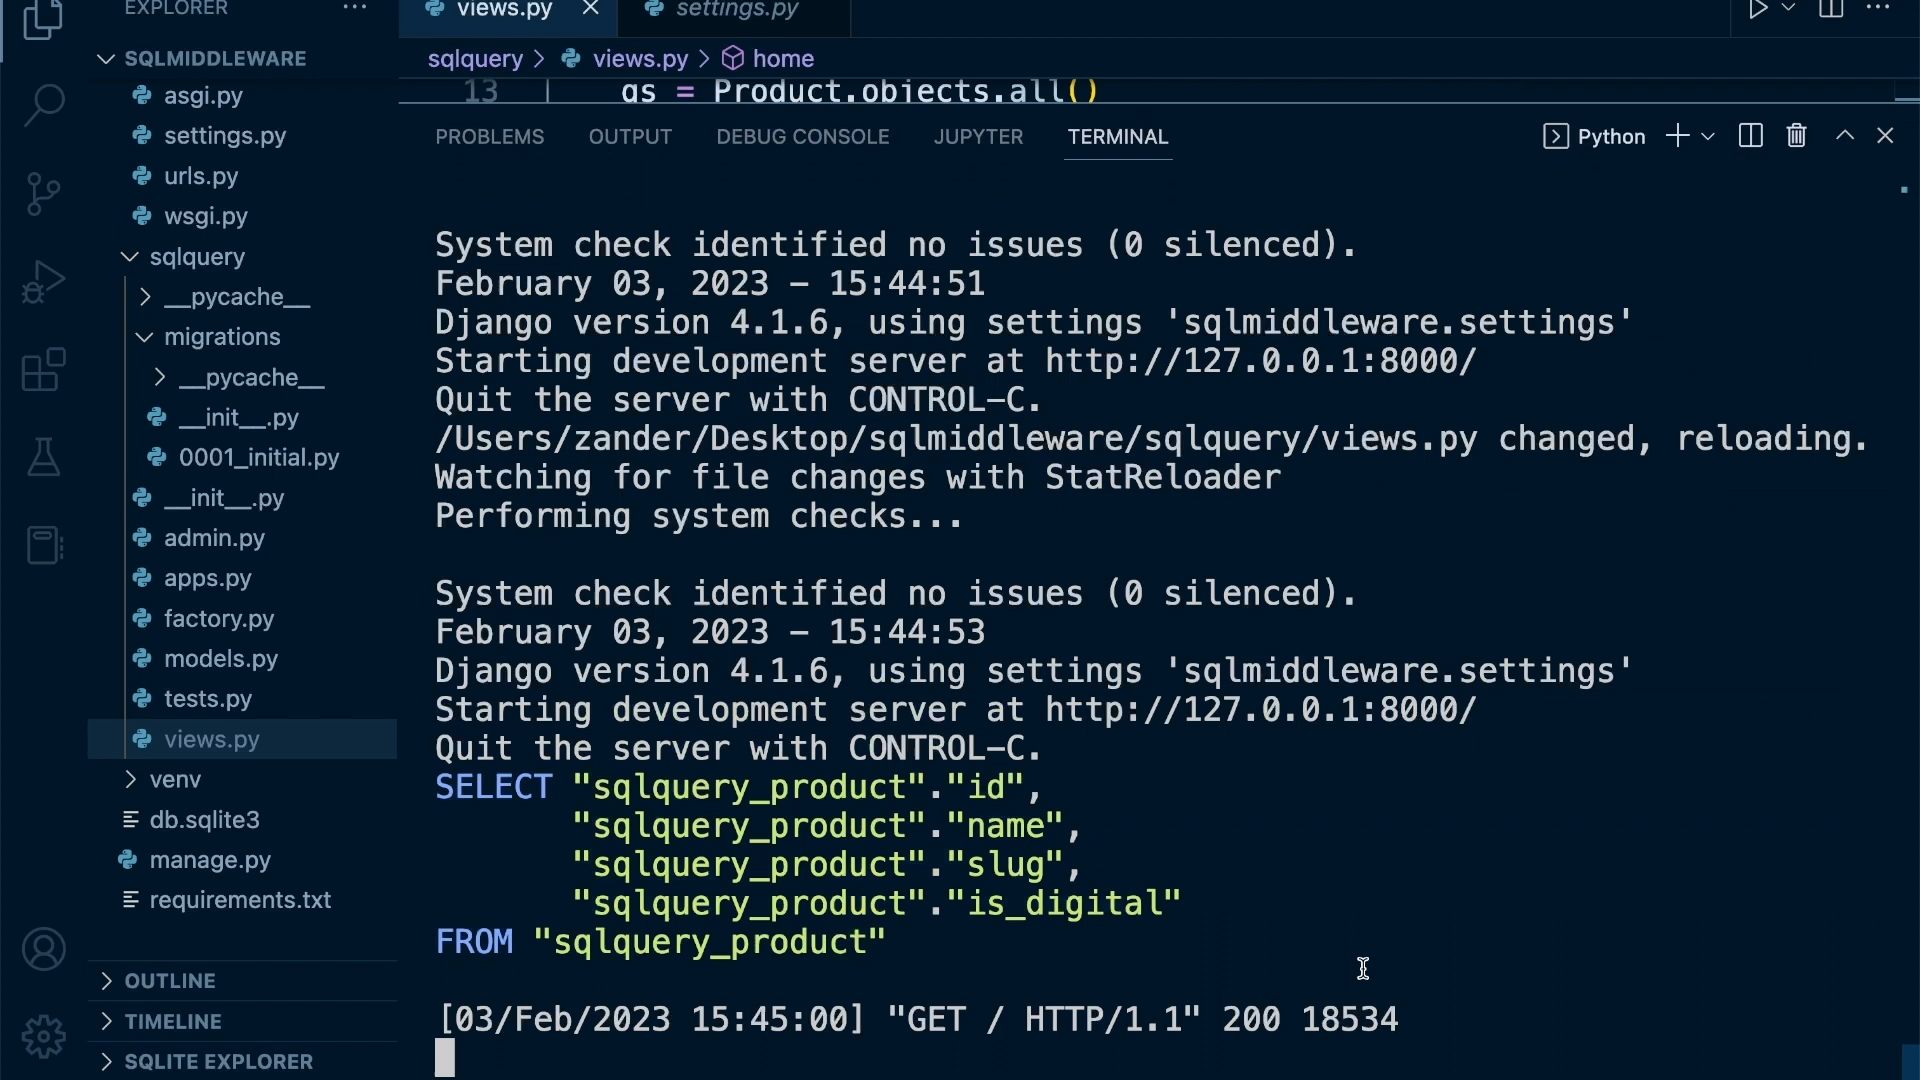 EXPLORER
views.py
settings.py
SQLMIDDLEWARE
asgi.py
settings.py
urls.py
wsgi.py
sqlquery
__pycache__
migrations
__pycache__
__init__.py
0001_initial.py
__init__.py
admin.py
apps.py
factory.py
models.py
tests.py
views.py
venv
db.sqlite3
manage.py
requirements.txt
OUTLINE
TIMELINE
SQLITE EXPLORER
sqlquery > views.py > home
13 qs = Product.objects.all()
PROBLEMS OUTPUT DEBUG CONSOLE JUPYTER TERMINAL
Python
System check identified no issues (0 silenced).
February 03, 2023 - 15:44:51
Django version 4.1.6, using settings 'sqlmiddleware.settings'
Starting development server at http://127.0.0.1:8000/
Quit the server with CONTROL-C.
/Users/zander/Desktop/sqlmiddleware/sqlquery/views.py changed, reloading.
Watching for file changes with StatReloader
Performing system checks...
System check identified no issues (0 silenced).
February 03, 2023 - 15:44:53
Django version 4.1.6, using settings 'sqlmiddleware.settings'
Starting development server at http://127.0.0.1:8000/
Quit the server with CONTROL-C.
SELECT "sqlquery_product"."id",
"sqlquery_product"."name",
"sqlquery_product"."slug",
"sqlquery_product"."is_digital"
FROM "sqlquery_product"
[03/Feb/2023 15:45:00] "GET / HTTP/1.1" 200 18534